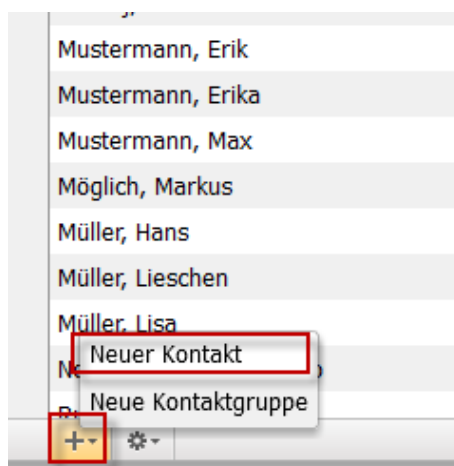 Mustermann, Erik
Mustermann, Erika
Mustermann, Max
Möglich, Markus
Müller, Hans
Müller, Lieschen
Müller, Lisa
Neuer Kontakt
Neue Kontaktgruppe